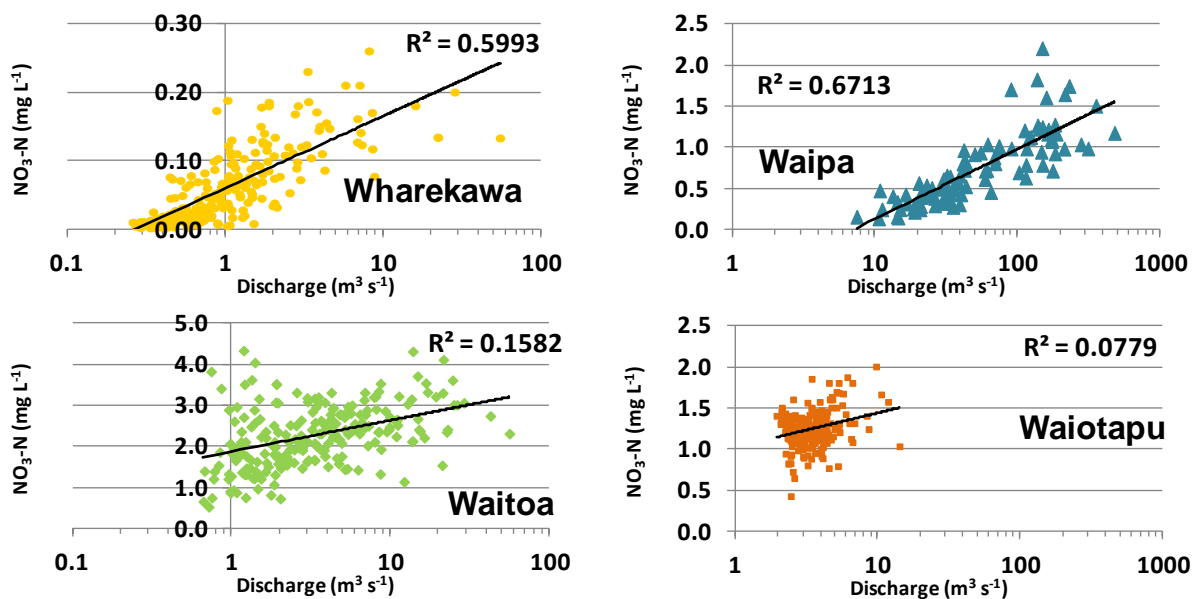 0.30
0.20
0.10
0.00
NO₃-N (mg L⁻¹)
R² = 0.5993
Wharekawa
0.1 1 10 100
Discharge (m³ s⁻¹)
2.5
2.0
1.5
1.0
0.5
0.0
NO₃-N (mg L⁻¹)
R² = 0.6713
Waipa
1 10 100 1000
Discharge (m³ s⁻¹)
5.0
4.0
3.0
2.0
1.0
0.0
NO₃-N (mg L⁻¹)
R² = 0.1582
Waitoa
0.1 1 10 100
Discharge (m³ s⁻¹)
2.5
2.0
1.5
1.0
0.5
0.0
NO₃-N (mg L⁻¹)
R² = 0.0779
Waiotapu
1 10 100 1000
Discharge (m³ s⁻¹)